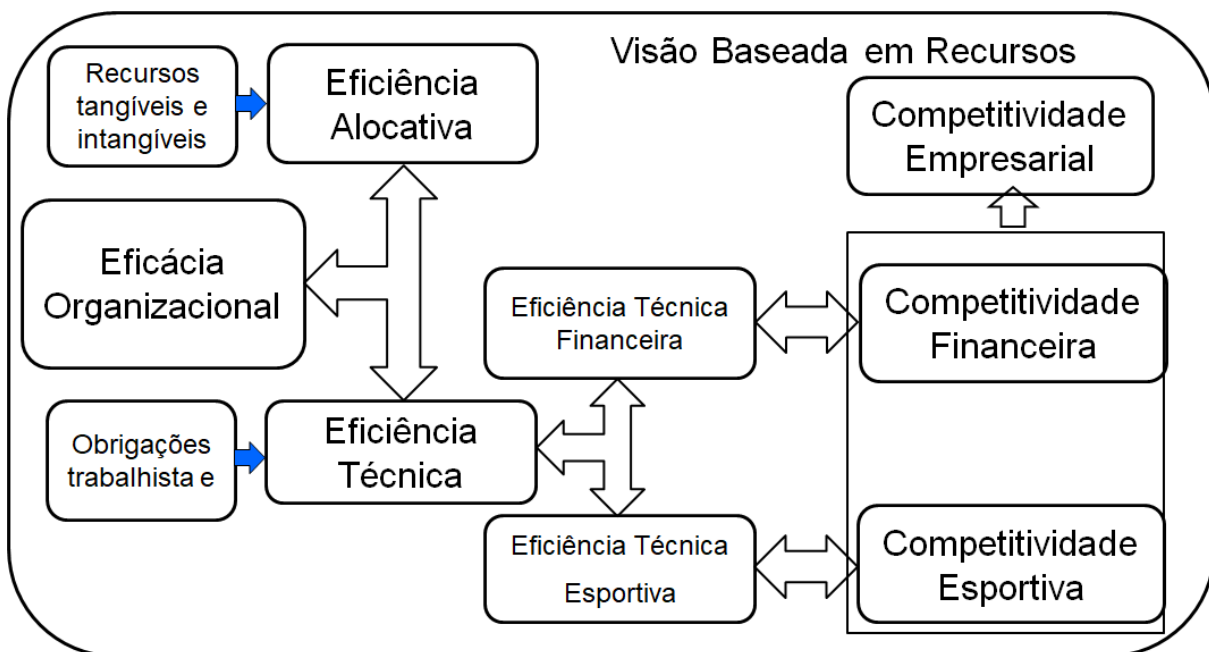 Visão Baseada em Recursos
Recursos
tangíveis e
intangíveis
Eficiência
Alocativa
Competitividade
Empresarial
Eficácia
Organizacional
Eficiência Técnica
Financeira
Competitividade
Financeira
Obrigações
trabalhista e
Eficiência
Técnica
Eficiência Técnica
Esportiva
Competitividade
Esportiva